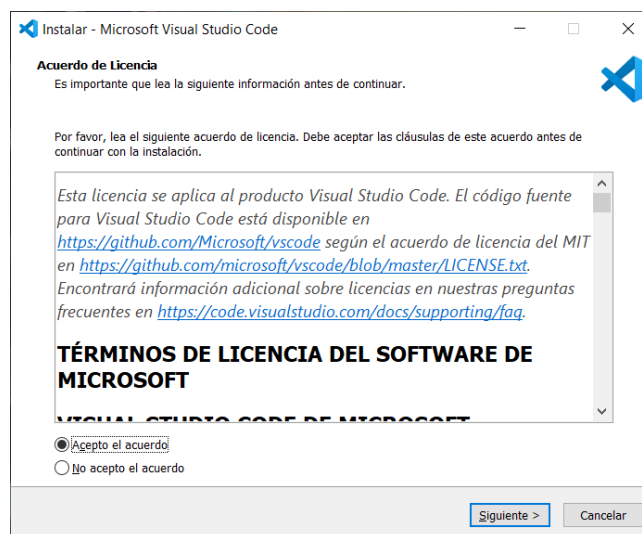 Instalar - Microsoft Visual Studio Code
Acuerdo de Licencia
Es importante que lea la siguiente información antes de continuar.
Por favor, lea el siguiente acuerdo de licencia. Debe aceptar las cláusulas de este acuerdo antes de
continuar con la instalación.
Esta licencia se aplica al producto Visual Studio Code. El código fuente
para Visual Studio Code está disponible en
https://github.com/Microsoft/vscode según el acuerdo de licencia del MIT
en https://github.com/microsoft/vscode/blob/master/LICENSE.txt.
Encontrará información adicional sobre licencias en nuestras preguntas
frecuentes en https://code.visualstudio.com/docs/supporting/faq.
TÉRMINOS DE LICENCIA DEL SOFTWARE DE
MICROSOFT
VISUAL STUDIO CODE DE MICROSOFT
Acepto el acuerdo
No acepto el acuerdo
Siguiente >
Cancelar